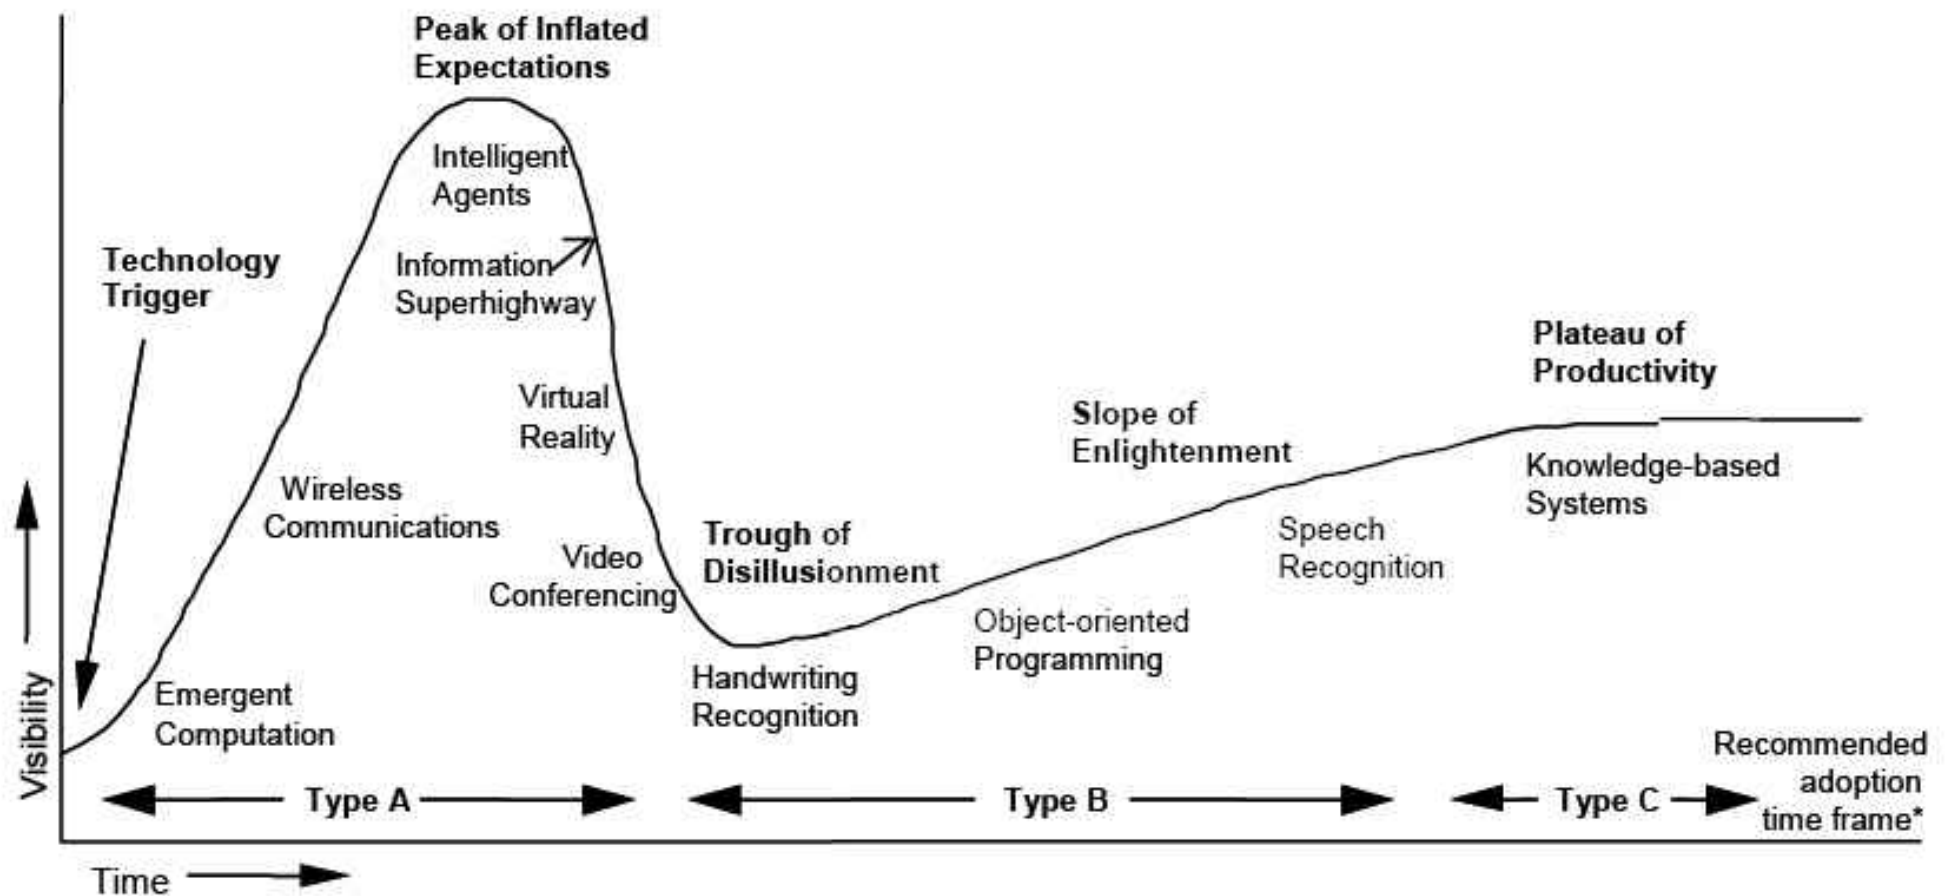 Peak of Inflated
Expectations
Intelligent
Agents
Technology
Trigger
Information
Superhighway
Plateau of
Productivity
Virtual
Reality
Slope of
Enlightenment
Knowledge-based
Systems
Wireless
Communications
Trough of
Disillusionment
Speech
Recognition
Video
Conferencing
Object-oriented
Programming
Handwriting
Recognition
Emergent
Computation
Visibility
Recommended
adoption
time frame*
Type A
Type B
Type C
Time